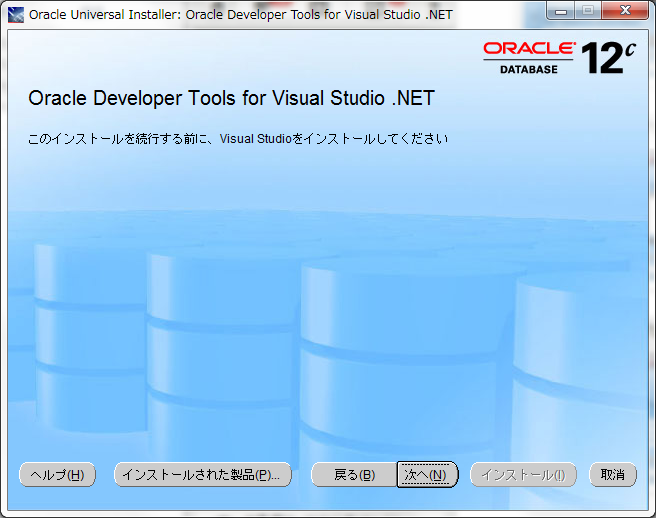 Oracle Universal Installer: Oracle Developer Tools for Visual Studio .NET
ORACLE
DATABASE
12c
Oracle Developer Tools for Visual Studio .NET
このインストールを続行する前に、Visual Studioをインストールしてください
ヘルプ(H) インストールされた製品(P)... 戻る(B) 次へ(N) インストール(I) 取消